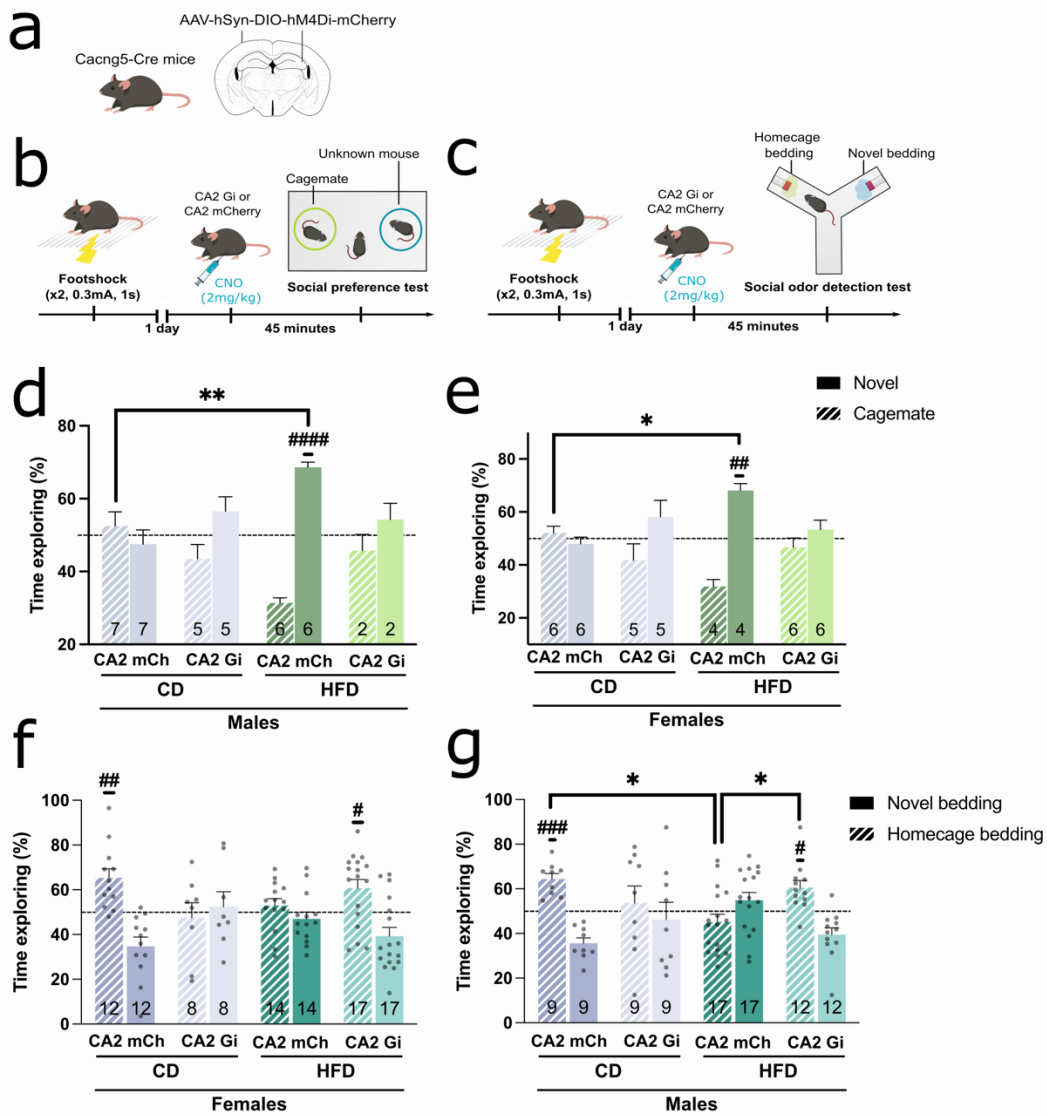 a
AAV-hSyn-DIO-hM4Di-mCherry
Cacng5-Cre mice
b
Unknown mouse
Cagemate
CA2 Gi or
CA2 mCherry
Footshock
(x2, 0.3mA, 1s)
CNO
(2mg/kg)
Social preference test
1 day
45 minutes
c
Homecage
bedding
Novel bedding
CA2 Gi or
CA2 mCherry
Footshock
(x2, 0.3mA, 1s)
CNO
(2mg/kg)
Social odor detection test
1 day
45 minutes
d
**
####
Time exploring (%)
80
60
40
20
7 7 5 5 6 6 2 2
CA2 mCh CA2 Gi CA2 mCh CA2 Gi
CD HFD
Males
e
Novel
Cagemate
*
##
Time exploring (%)
80
60
40
6 6 5 5 4 4 6 6
CA2 mCh CA2 Gi CA2 mCh CA2 Gi
CD HFD
Females
f
##
#
Time exploring (%)
100
80
60
40
20
0
12 12 8 8 14 14 17 17
CA2 mCh CA2 Gi CA2 mCh CA2 Gi
CD HFD
Females
g
Novel bedding
Homecage bedding
* *
###
#
Time exploring (%)
100
80
60
40
20
0
9 9 9 9 17 17 12 12
CA2 mCh CA2 Gi CA2 mCh CA2 Gi
CD HFD
Males